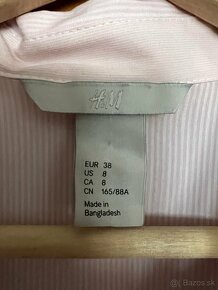 H&M
EUR 38
US 8
CA 8
CN 165/88A
Made in
Bangladesh
Bazos.sk